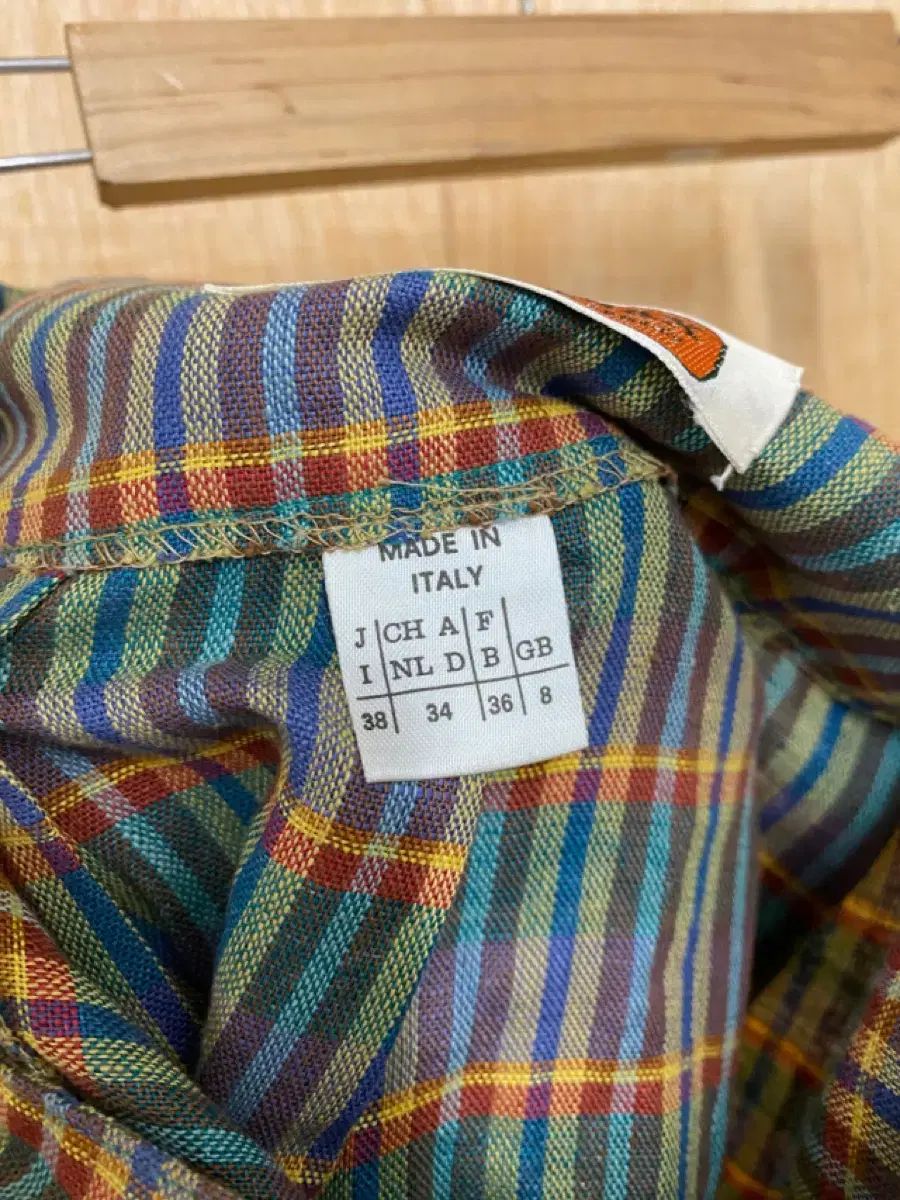 MADE IN
ITALY
J CH A F
I NL D B GB
38 34 36 8